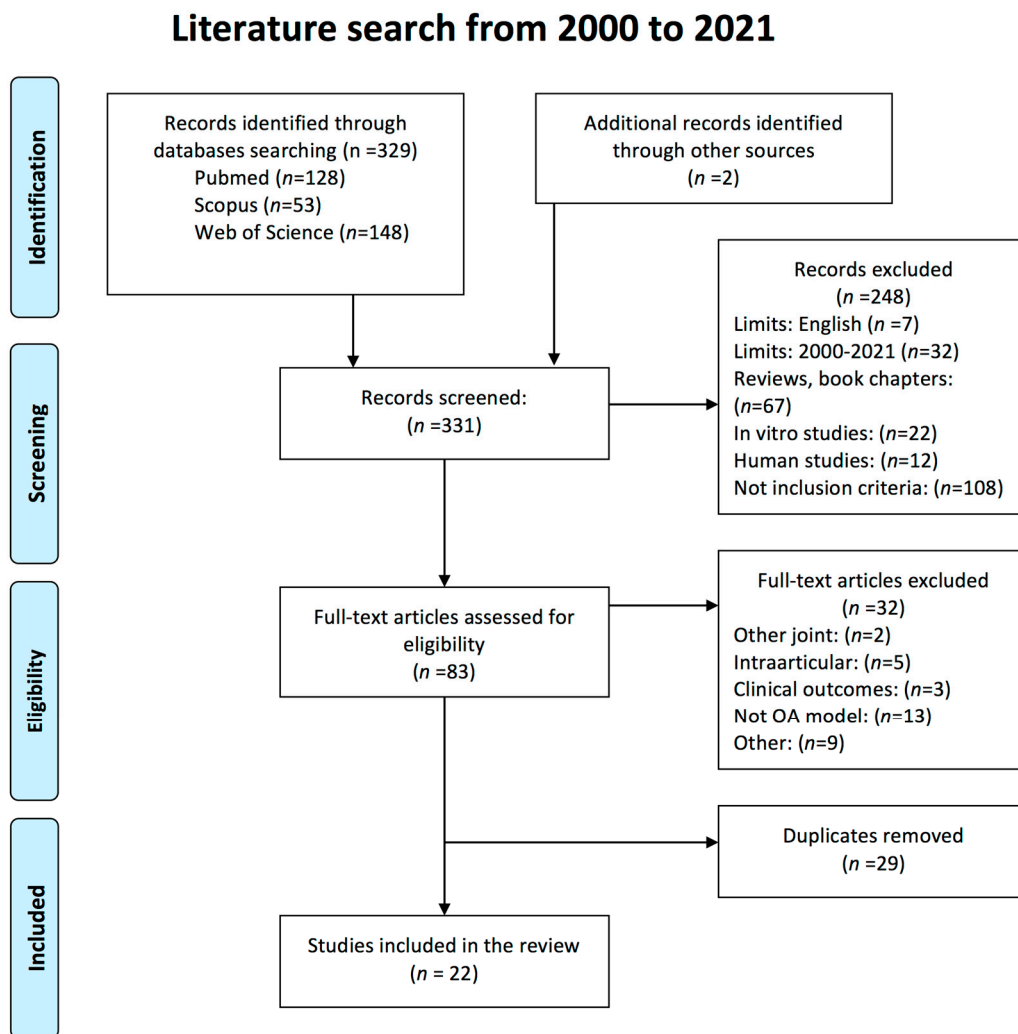 Literature search from 2000 to 2021
Identification
Records identified through
databases searching (n =329)
Pubmed (n=128)
Scopus (n=53)
Web of Science (n=148)
Additional records identified
through other sources
(n =2)
Records excluded
(n =248)
Limits: English (n =7)
Limits: 2000-2021 (n=32)
Reviews, book chapters:
(n=67)
In vitro studies: (n=22)
Human studies: (n=12)
Not inclusion criteria: (n=108)
Screening
Records screened:
(n =331)
Eligibility
Full-text articles assessed for
eligibility
(n =83)
Full-text articles excluded
(n =32)
Other joint: (n=2)
Intraarticular: (n=5)
Clinical outcomes: (n=3)
Not OA model: (n=13)
Other: (n=9)
Duplicates removed
(n =29)
Included
Studies included in the review
(n = 22)